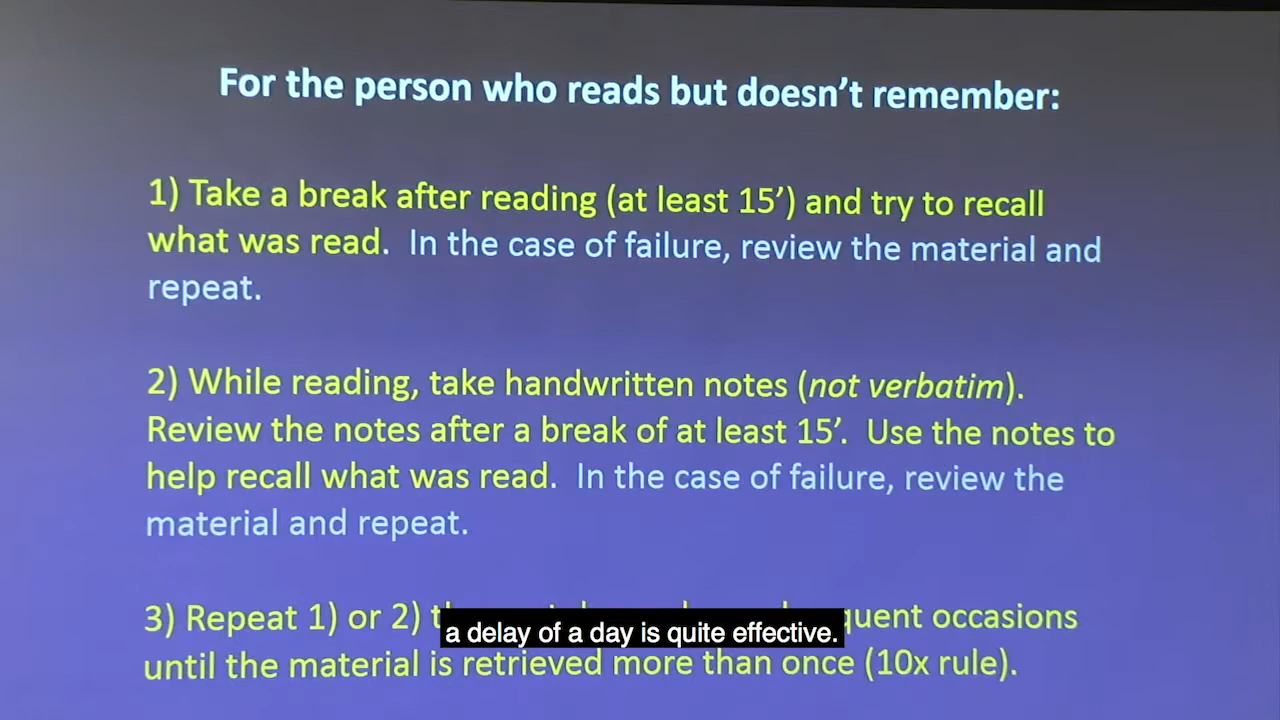 For the person who reads but doesn't remember:
1) Take a break after reading (at least 15') and try to recall
what was read. In the case of failure, review the material and
repeat.
2) While reading, take handwritten notes (not verbatim).
Review the notes after a break of at least 15'. Use the notes to
help recall what was read. In the case of failure, review the
material and repeat.
3) Repeat 1) or 2) occasions
a delay of a day is quite effective.
until the material is retrieved more than once (10x rule).